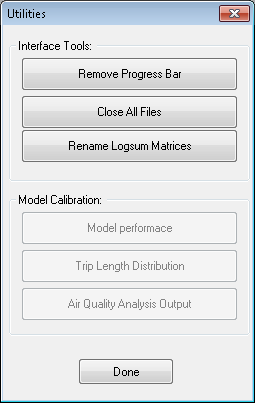 Utilities
Interface Tools:
Remove Progress Bar
Close All Files
Rename Logsum Matrices
Model Calibration:
Model performace
Trip Length Distribution
Air Quality Analysis Output
Done